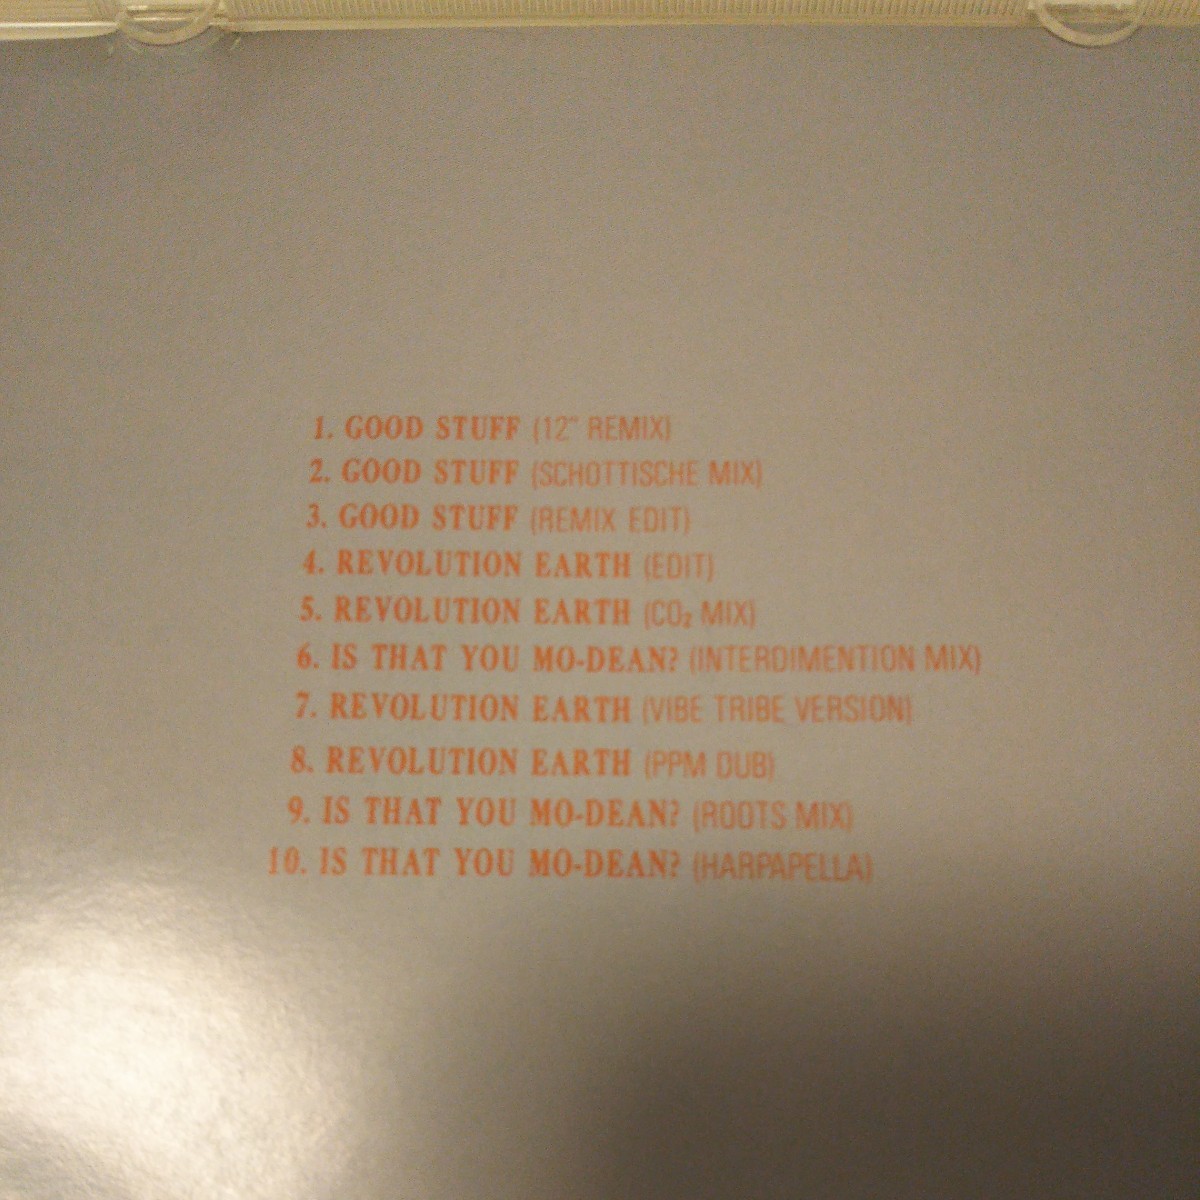 1. GOOD STUFF (12" REMIX)
2. GOOD STUFF (SCHOTTISCHE MIX)
3. GOOD STUFF (REMIX EDIT)
4. REVOLUTION EARTH (EDIT)
5. REVOLUTION EARTH (CO₂ MIX)
6. IS THAT YOU MO-DEAN? (INTERDIMENTION MIX)
7. REVOLUTION EARTH (VIBE TRIBE VERSION)
8. REVOLUTION EARTH (PPM DUB)
9. IS THAT YOU MO-DEAN? (ROOTS MIX)
10. IS THAT YOU MO-DEAN? (HARPAPELLA)